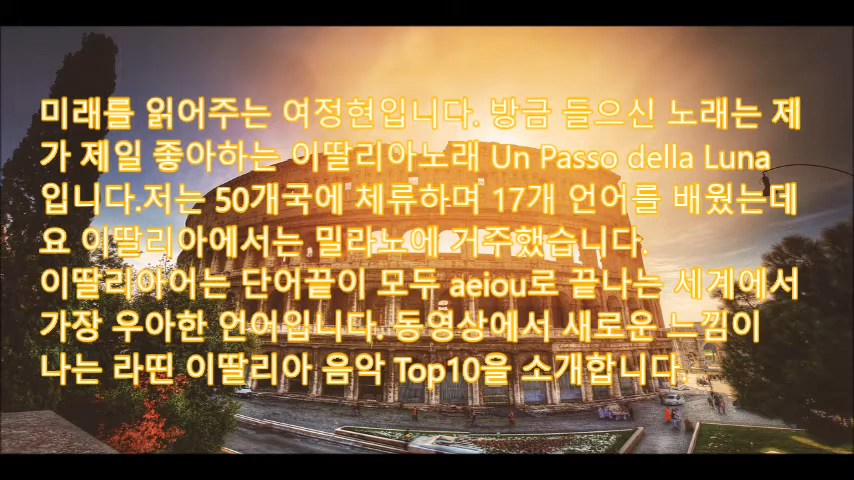 미래를 읽어주는 여정현입니다. 방금 들으신 노래는 제
가 제일 좋아하는 이딸리아노래 Un Passo della Luna
입니다.저는 50개국에 체류하며 17개 언어를 배웠는데
요 이딸리아에서는 밀라노에 거주했습니다.
이딸리아어는 단어끝이 모두 aeiou로 끝나는 세계에서
가장 우아한 언어입니다. 동영상에서 새로운 느낌이
나는 라띤 이딸리아 음악 Top10을 소개합니다.